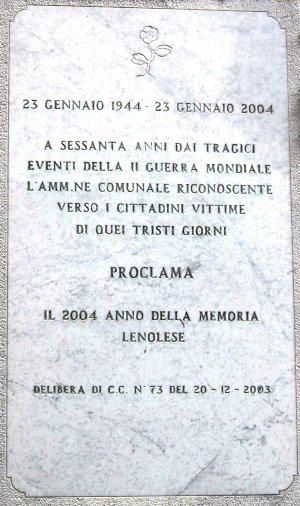 23 GENNAIO 1944 · 23 GENNAIO 2004
A SESSANTA ANNI DAI TRAGICI
EVENTI DELLA II GUERRA MONDIALE
L'AMM.NE COMUNALE RICONOSCENTE
VERSO I CITTADINI VITTIME
DI QUEI TRISTI GIORNI
PROCLAMA
IL 2004 ANNO DELLA MEMORIA
LENOLESE
DELIBERA DI C.C. N° 73 DEL 20 - 12 - 2003